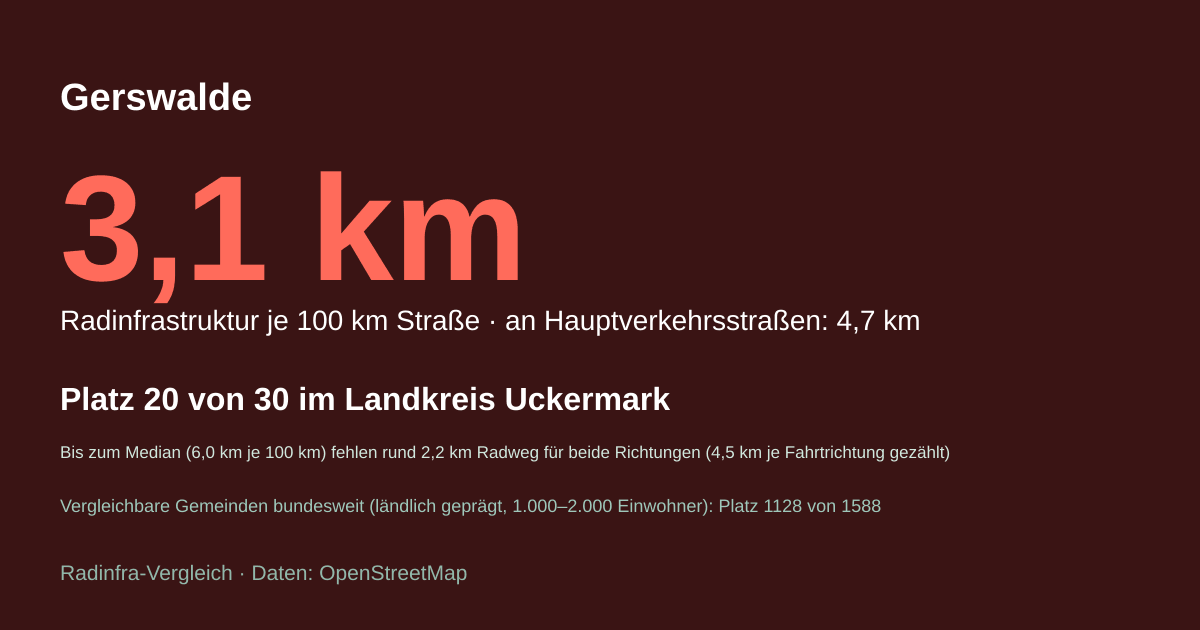 Gerswalde
3,1 km
Radinfrastruktur je 100 km Straße · an Hauptverkehrsstraßen: 4,7 km
Platz 20 von 30 im Landkreis Uckermark
Bis zum Median (6,0 km je 100 km) fehlen rund 2,2 km Radweg für beide Richtungen (4,5 km je Fahrtrichtung gezählt)
Vergleichbare Gemeinden bundesweit (ländlich geprägt, 1.000–2.000 Einwohner): Platz 1128 von 1588
Radinfra-Vergleich · Daten: OpenStreetMap